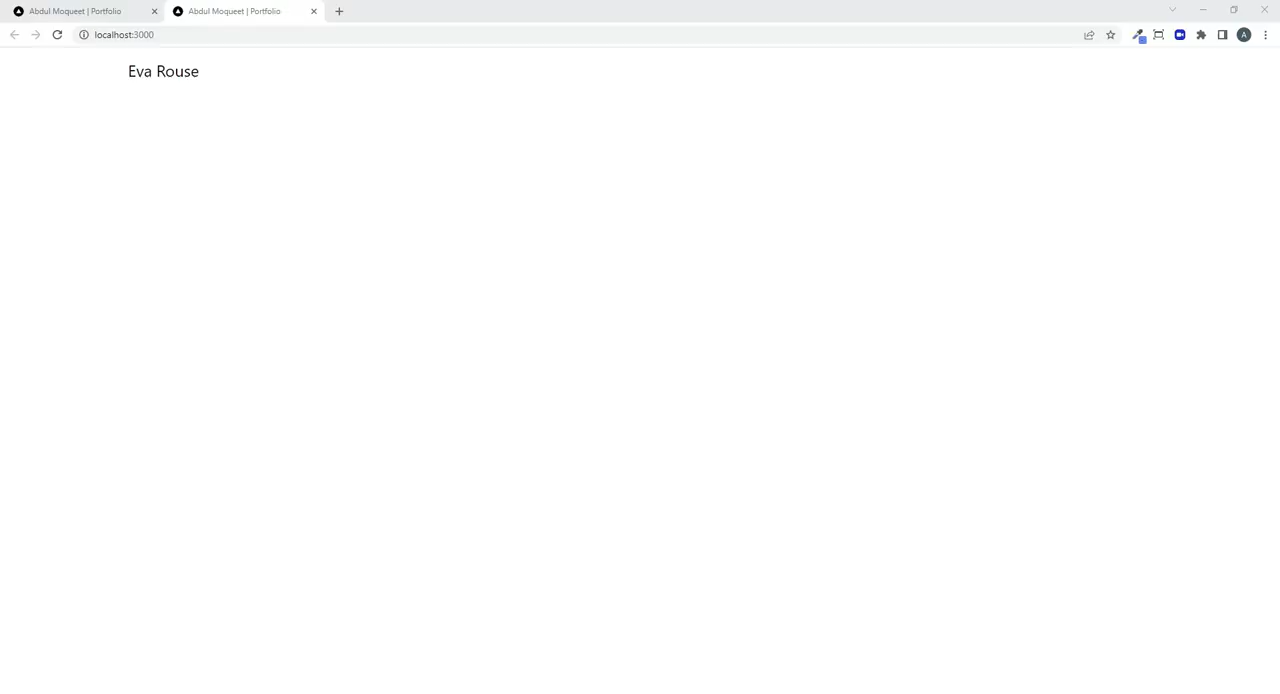 Abdul Moqueet | Portfolio
Abdul Moqueet | Portfolio
localhost:3000
A
Eva Rouse